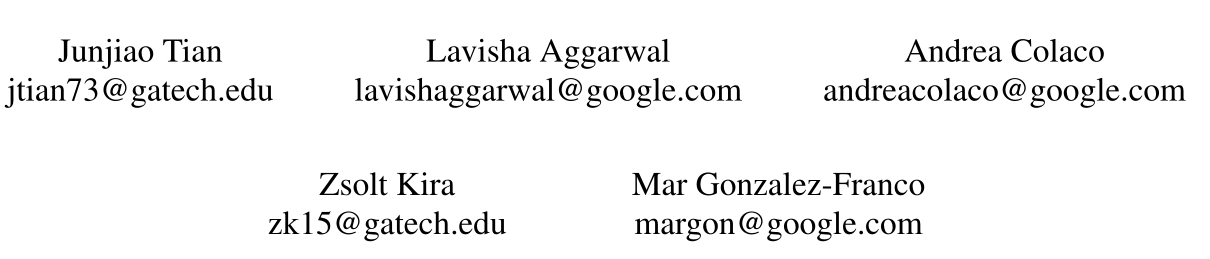 Junjiao Tian Lavisha Aggarwal Andrea Colaco
jtian73@gatech.edu lavishaggarwal@google.com andreacolaco@google.com
Zsolt Kira Mar Gonzalez-Franco
zk15@gatech.edu margon@google.com